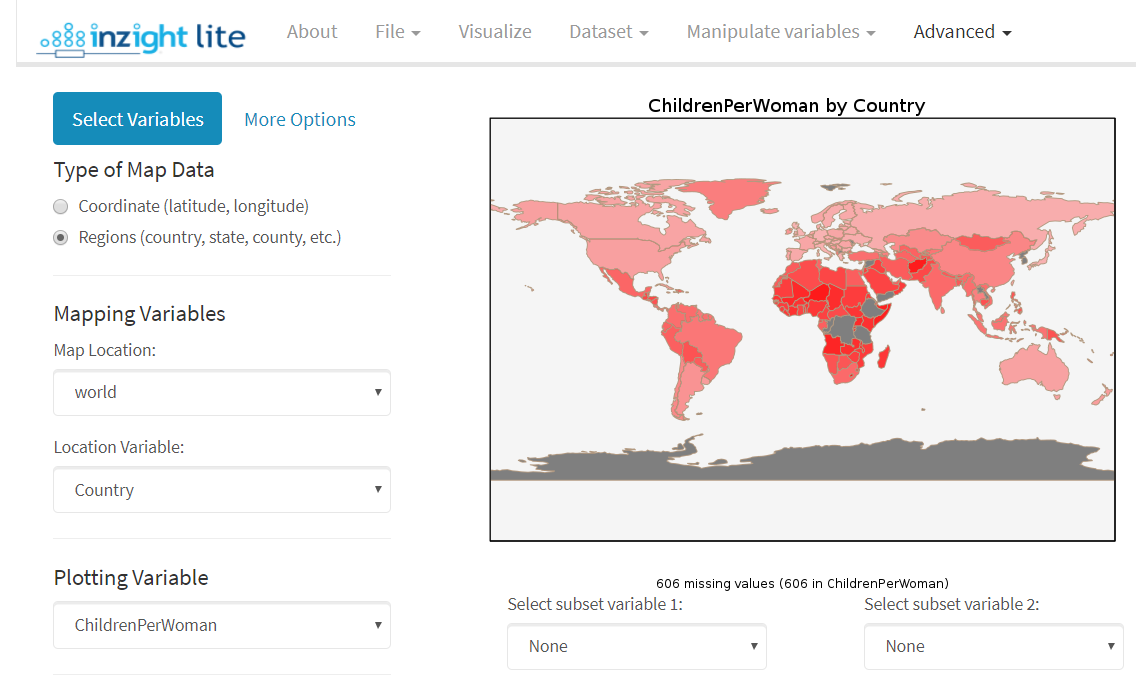 inzight lite About File Visualize Dataset Manipulate variables Advanced
Select Variables More Options
Type of Map Data
Coordinate (latitude, longitude)
Regions (country, state, county, etc.)
Mapping Variables
Map Location:
world
Location Variable:
Country
Plotting Variable
ChildrenPerWoman
ChildrenPerWoman by Country
606 missing values (606 in ChildrenPerWoman)
Select subset variable 1: Select subset variable 2:
None None